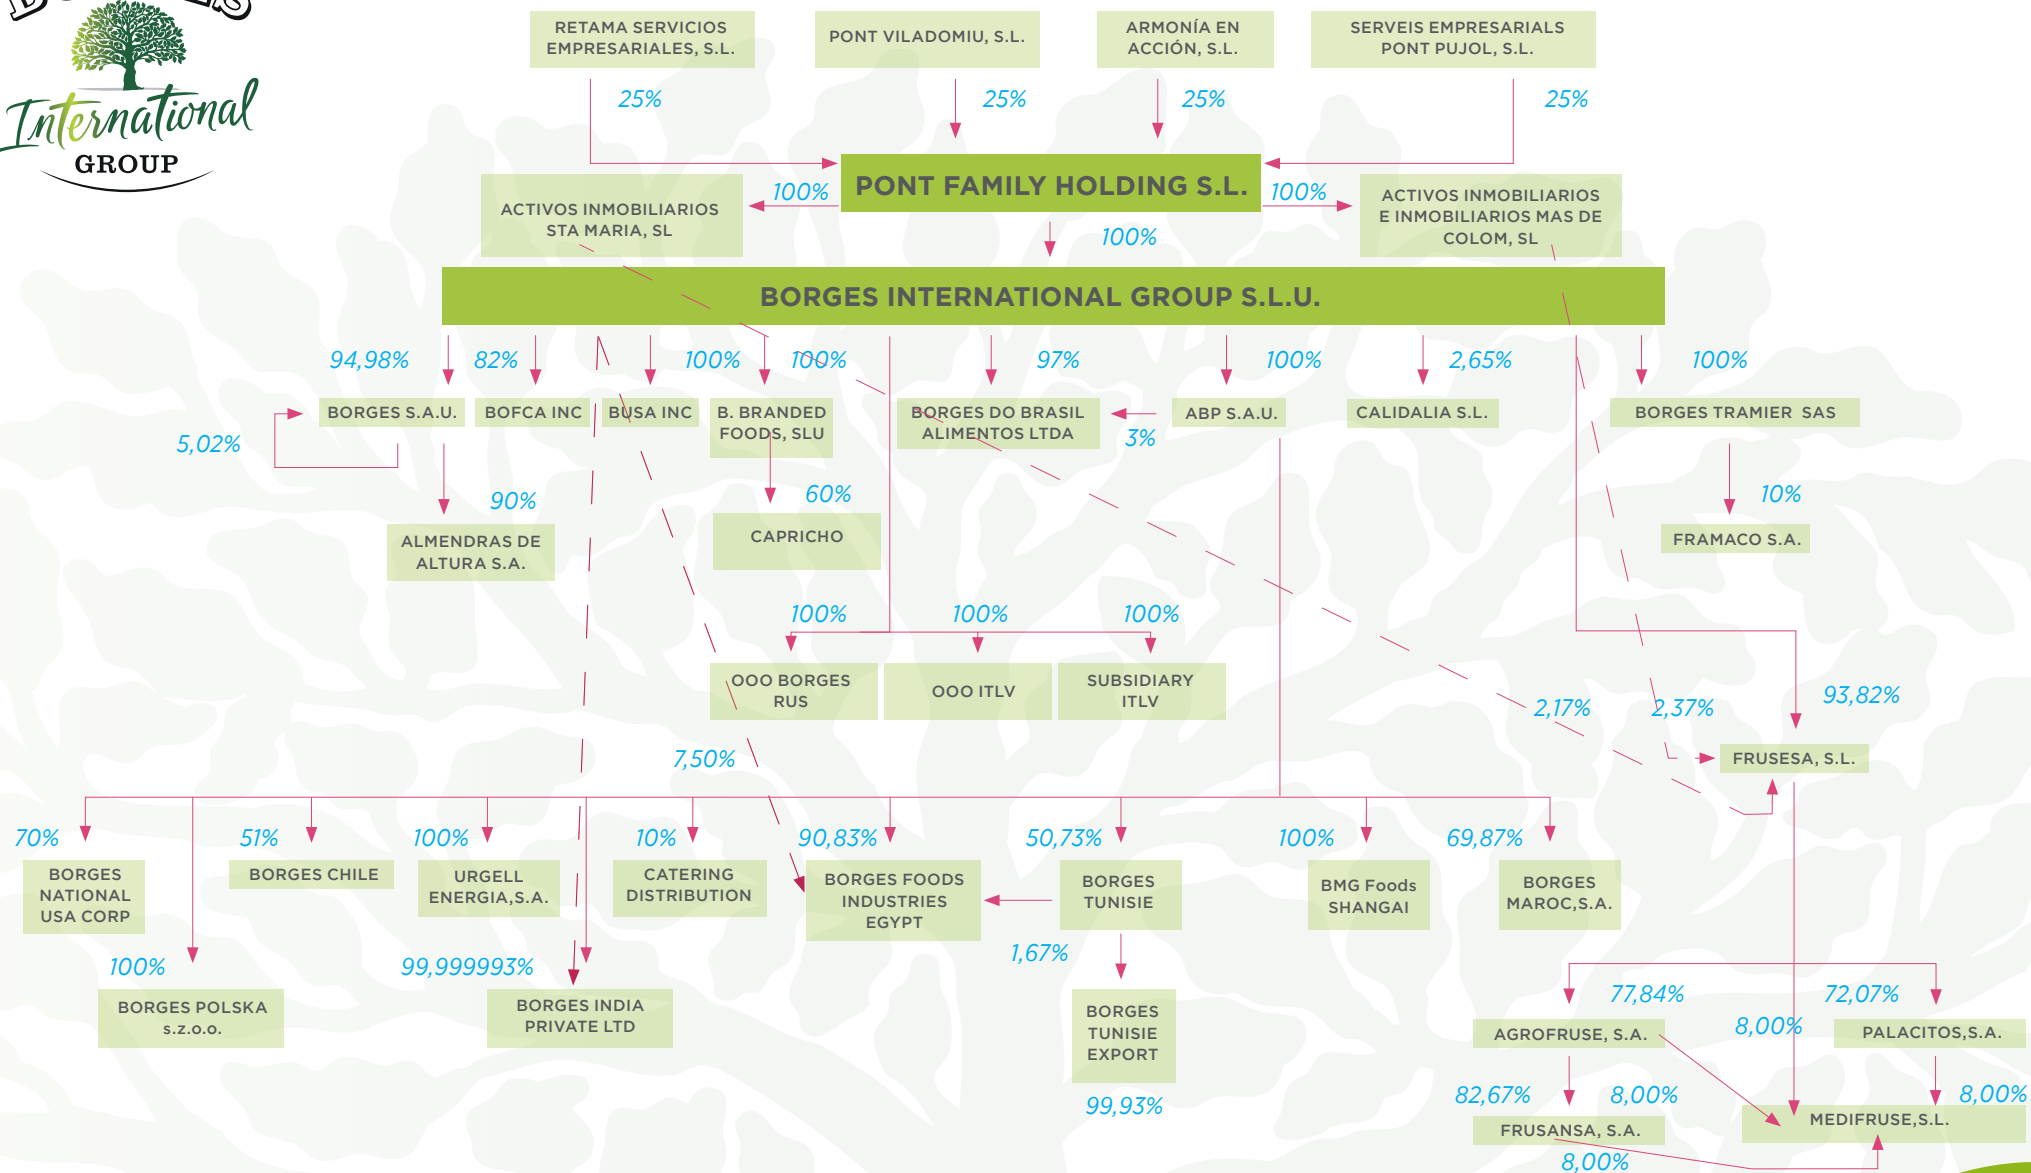 International
GROUP
RETAMA SERVICIOS
EMPRESARIALES, S.L.
PONT VILADOMIU, S.L.
ARMONÍA EN
ACCIÓN, S.L.
SERVEIS EMPRESARIALS
PONT PUJOL, S.L.
25%
25%
25%
25%
PONT FAMILY HOLDING S.L.
100%
100%
ACTIVOS INMOBILIARIOS
STA MARIA, SL
ACTIVOS INMOBILIARIOS
E INMOBILIARIOS MAS DE
COLOM, SL
100%
BORGES INTERNATIONAL GROUP S.L.U.
94,98%
82%
100%
100%
97%
100%
2,65%
100%
BORGES S.A.U.
BOFCA INC
BUSA INC
B. BRANDED
FOODS, SLU
BORGES DO BRASIL
ALIMENTOS LTDA
ABP S.A.U.
CALIDALIA S.L.
BORGES TRAMIER SAS
5,02%
3%
90%
60%
10%
ALMENDRAS DE
ALTURA S.A.
CAPRICHO
FRAMACO S.A.
100%
100%
100%
OOO BORGES
RUS
OOO ITLV
SUBSIDIARY
ITLV
2,17%
2,37%
93,82%
7,50%
FRUSESA, S.L.
70%
51%
100%
10%
90,83%
50,73%
100%
69,87%
BORGES
NATIONAL
USA CORP
BORGES CHILE
URGELL
ENERGIA,S.A.
CATERING
DISTRIBUTION
BORGES FOODS
INDUSTRIES
EGYPT
BORGES
TUNISIE
BMG Foods
SHANGAI
BORGES
MAROC,S.A.
100%
99,999993%
1,67%
BORGES POLSKA
s.z.o.o.
BORGES INDIA
PRIVATE LTD
BORGES
TUNISIE
EXPORT
99,93%
77,84%
72,07%
8,00%
AGROFRUSE, S.A.
PALACITOS,S.A.
82,67%
8,00%
8,00%
FRUSANSA, S.A.
MEDIFRUSE,S.L.
8,00%